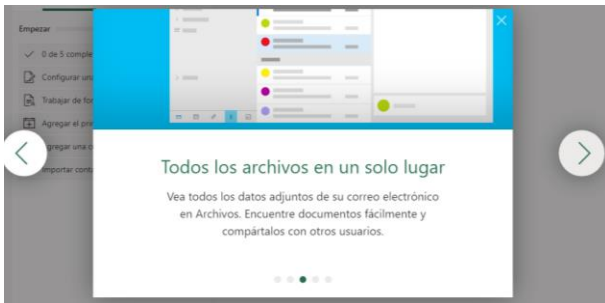 Empezar
0 de 5 comple
Configurar un
Trabajar de for
Agregar el prin
gregar una c
mportar cont
Todos los archivos en un solo lugar
Vea todos los datos adjuntos de su correo electrónico
en Archivos. Encuentre documentos fácilmente y
compártalos con otros usuarios.